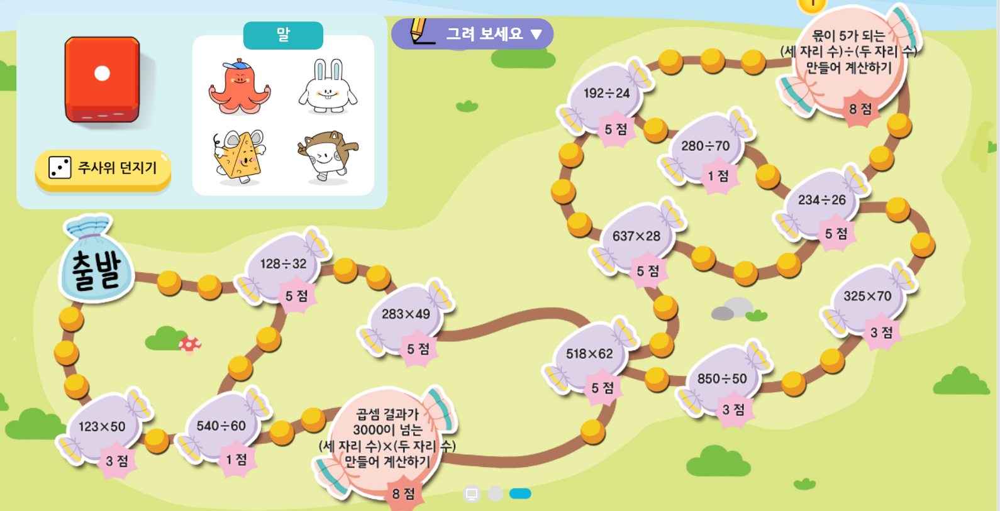 말
그려 보세요 ▼
주사위 던지기
출발
몫이 5가 되는
(세 자리 수)÷(두 자리 수)
만들어 계산하기
8 점
192÷24
5 점
280÷70
1 점
234÷26
5 점
637×28
5 점
128÷32
5 점
283×49
5 점
325×70
3 점
518×62
5 점
850÷50
3 점
123×50
3 점
540÷60
1 점
곱셈 결과가
3000이 넘는
(세 자리 수)×(두 자리 수)
만들어 계산하기
8 점